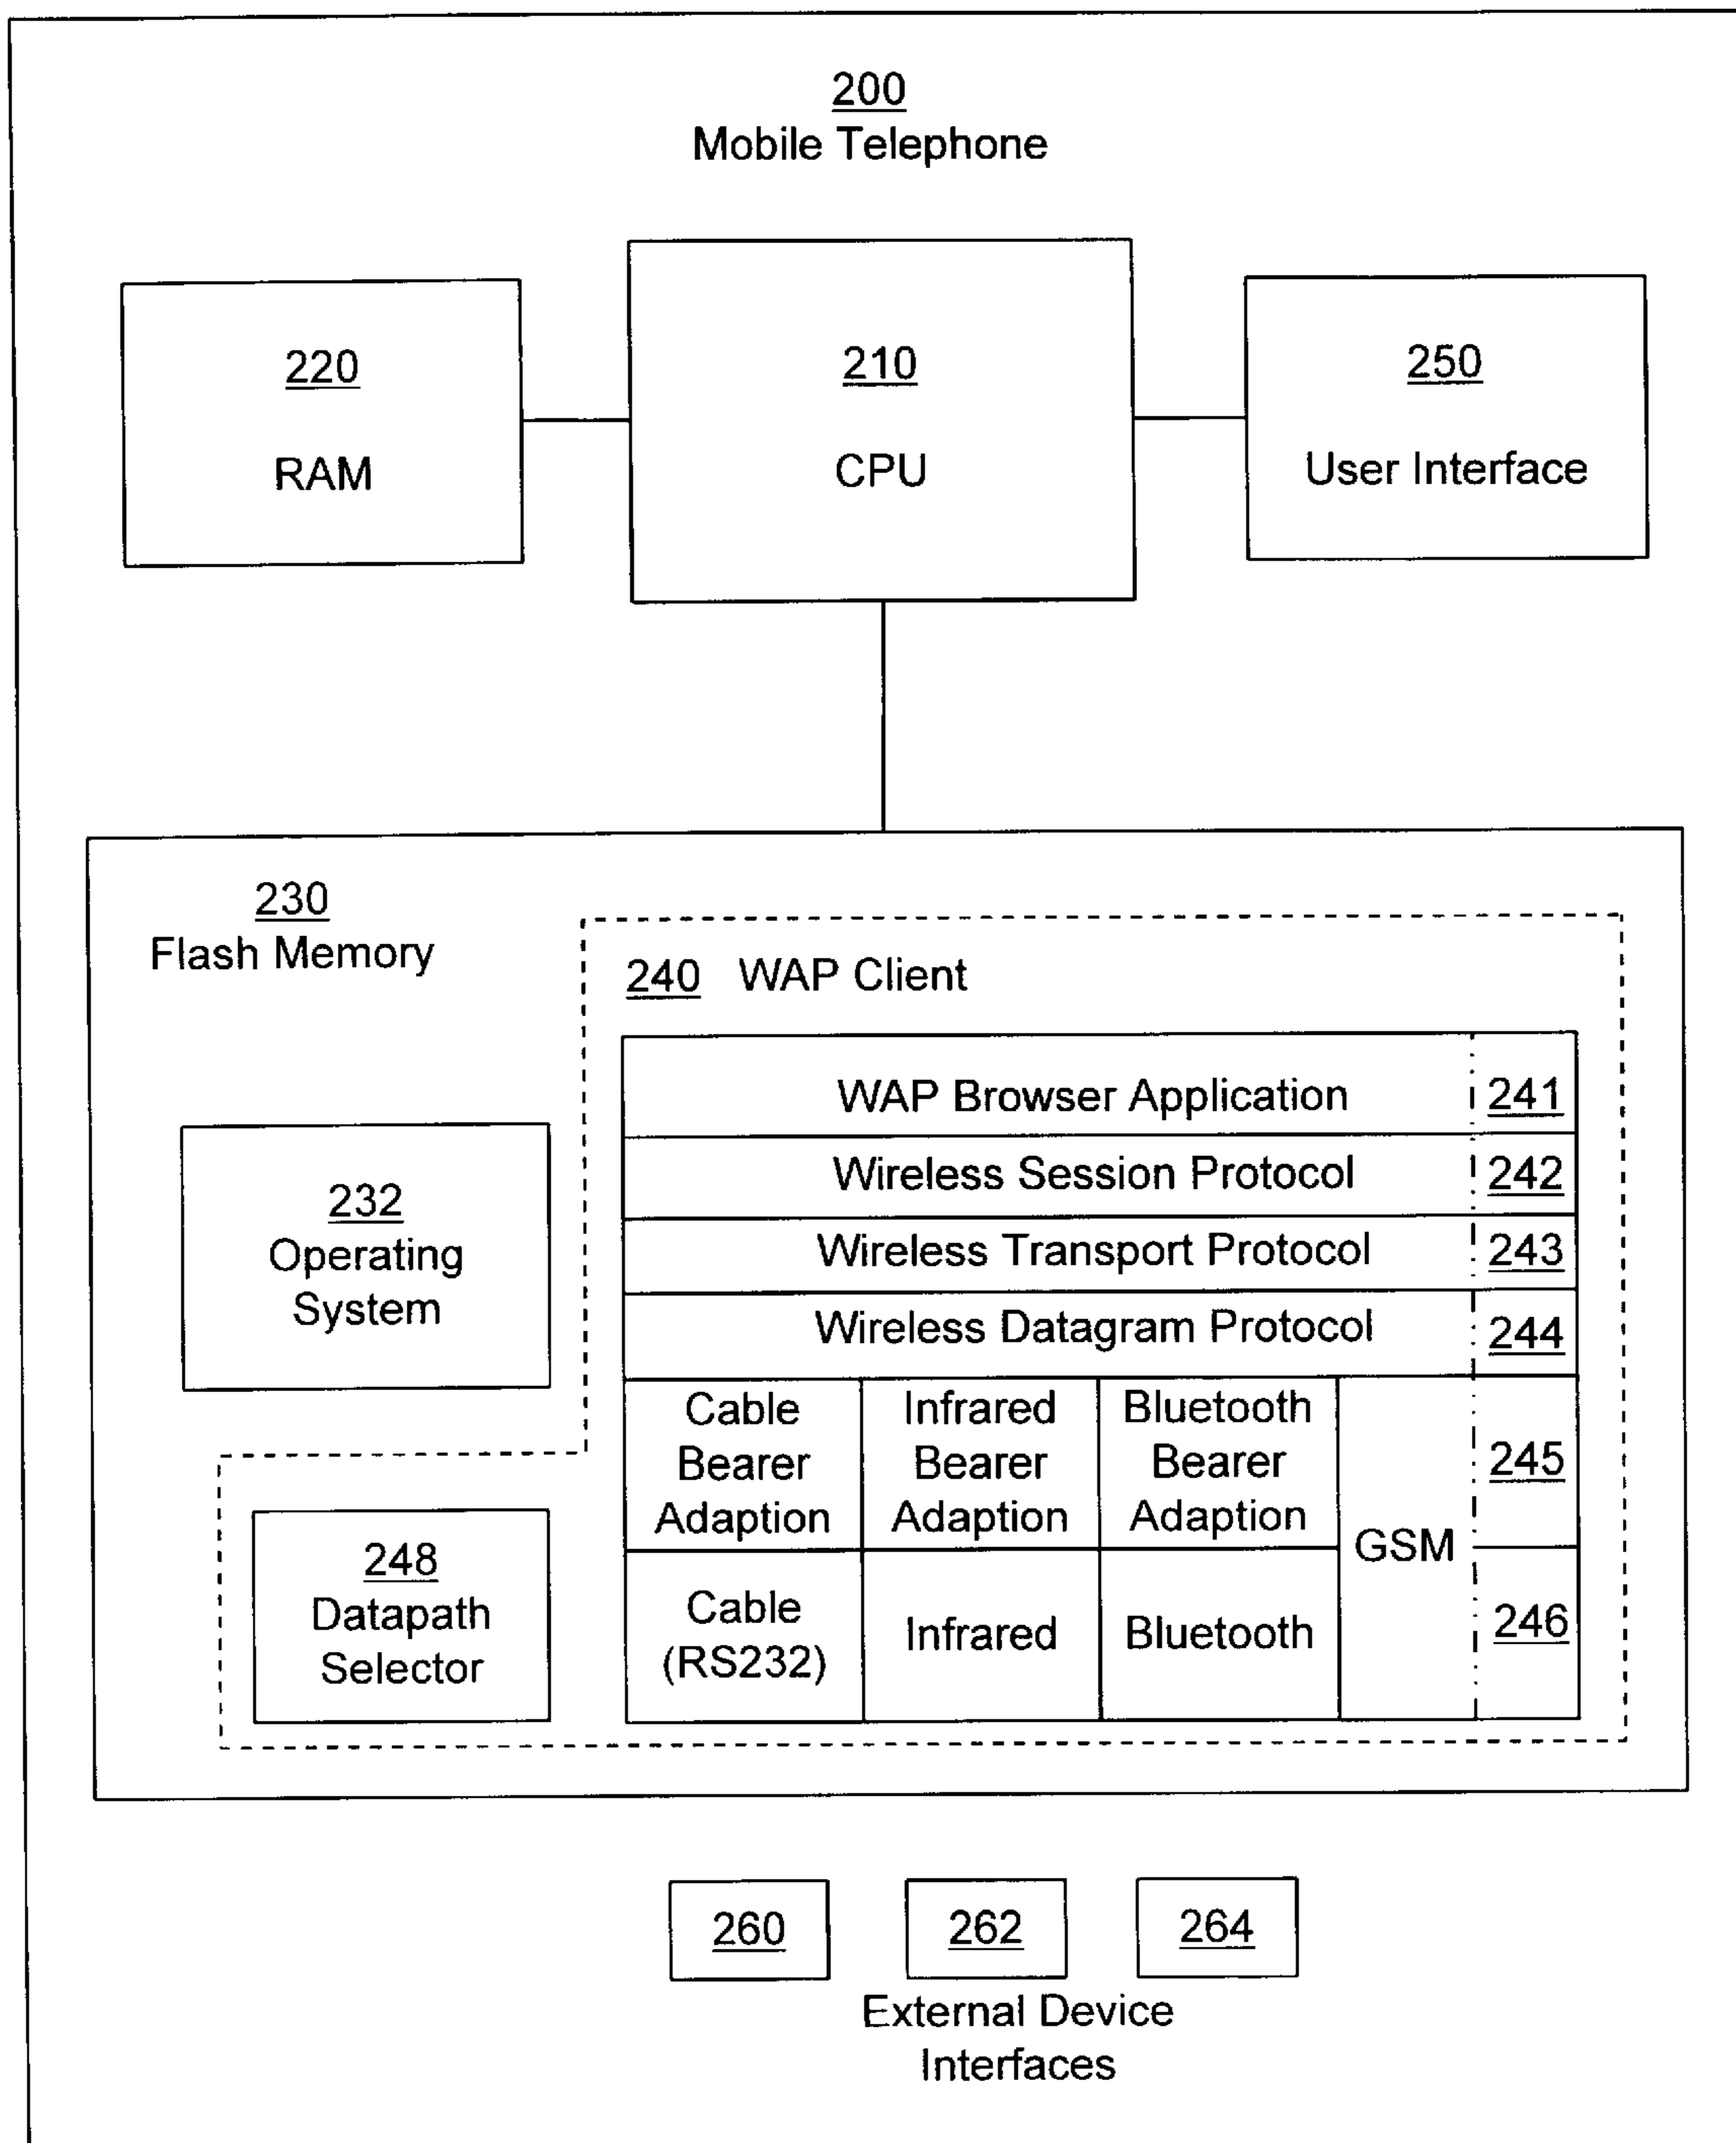 200
Mobile Telephone
220
RAM
210
CPU
250
User Interface
230
Flash Memory
240 WAP Client
WAP Browser Application 241
Wireless Session Protocol 242
Wireless Transport Protocol 243
Wireless Datagram Protocol 244
232
Operating
System
Cable
Bearer
Adaption
Infrared
Bearer
Adaption
Bluetooth
Bearer
Adaption
GSM
245
248
Datapath
Selector
Cable
(RS232)
Infrared
Bluetooth
246
260
262
264
External Device
Interfaces